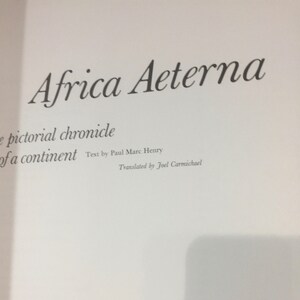 Africa Aeterna
pictorial chronicle
of a continent Text by Paul Marc Henry
Translated by Joel Carmichael